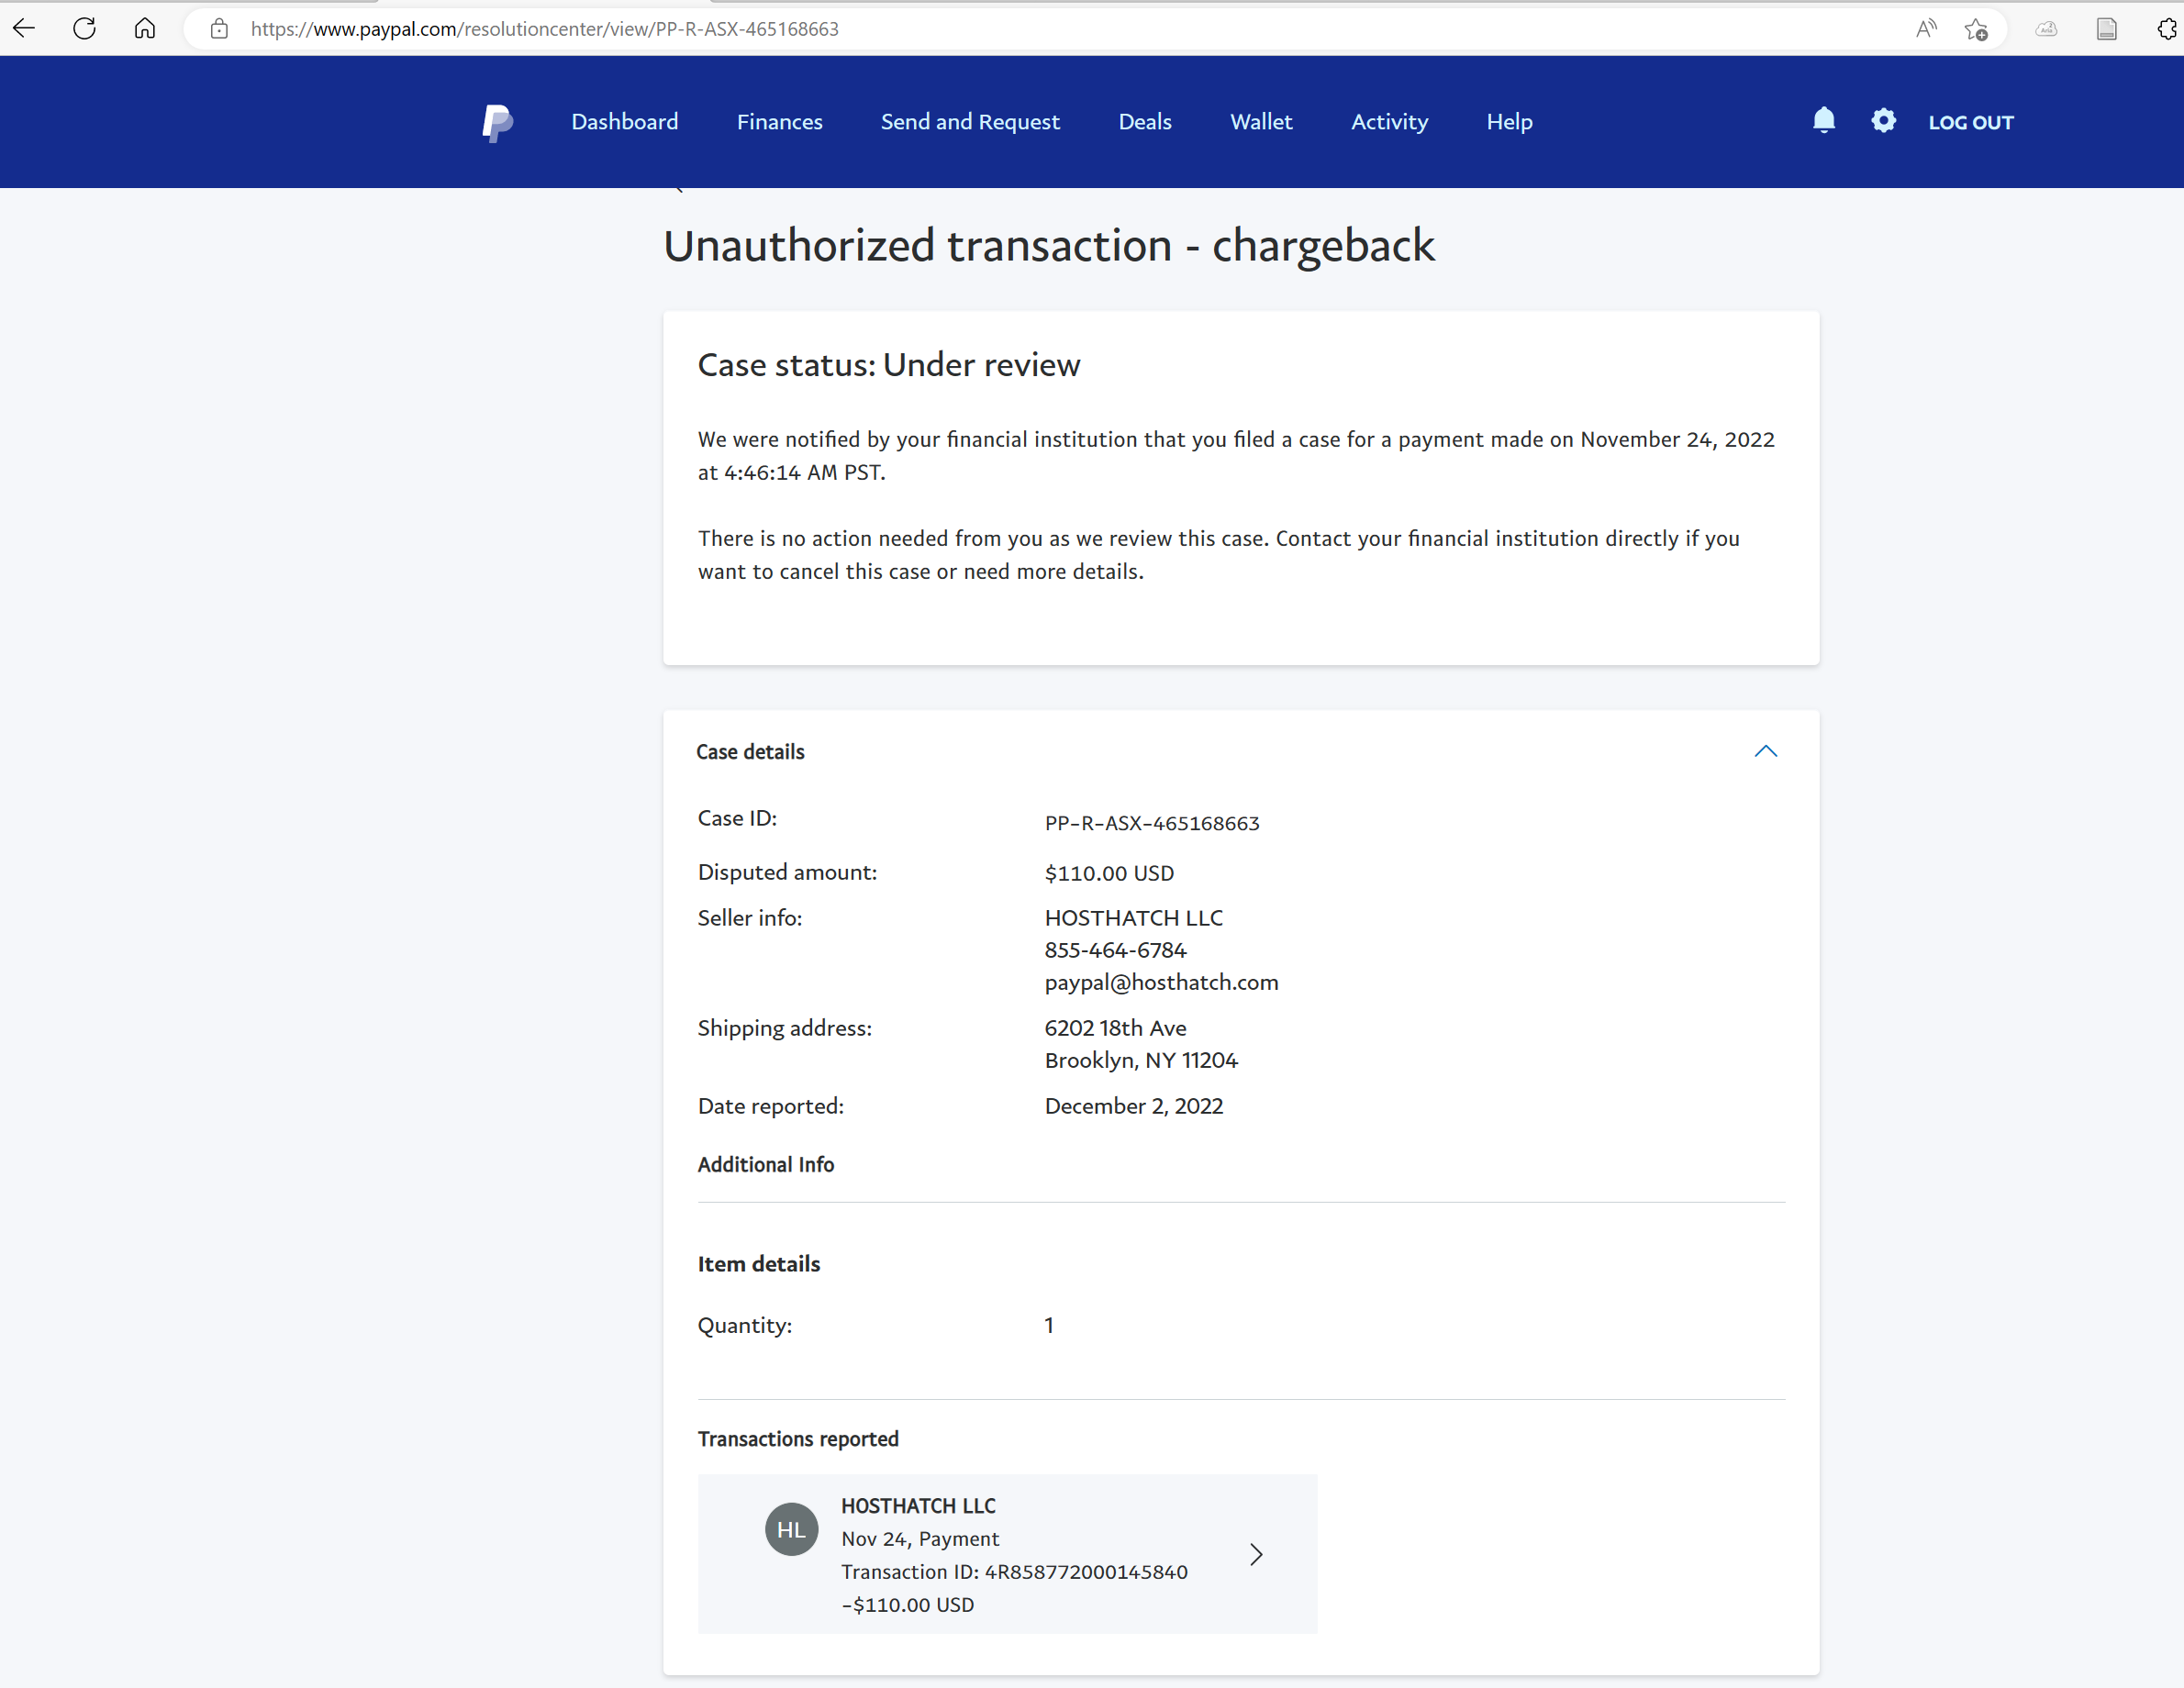 https://www.paypal.com/resolutioncenter/view/PP-R-ASX-465168663
Dashboard Finances Send and Request Deals Wallet Activity Help LOG OUT
Unauthorized transaction - chargeback
Case status: Under review
We were notified by your financial institution that you filed a case for a payment made on November 24, 2022
at 4:46:14 AM PST.
There is no action needed from you as we review this case. Contact your financial institution directly if you
want to cancel this case or need more details.
Case details
Case ID: PP-R-ASX-465168663
Disputed amount: $110.00 USD
Seller info: HOSTHATCH LLC
855-464-6784
paypal@hosthatch.com
Shipping address: 6202 18th Ave
Brooklyn, NY 11204
Date reported: December 2, 2022
Additional Info
Item details
Quantity: 1
Transactions reported
HL
HOSTHATCH LLC
Nov 24, Payment
Transaction ID: 4R858772000145840
-$110.00 USD